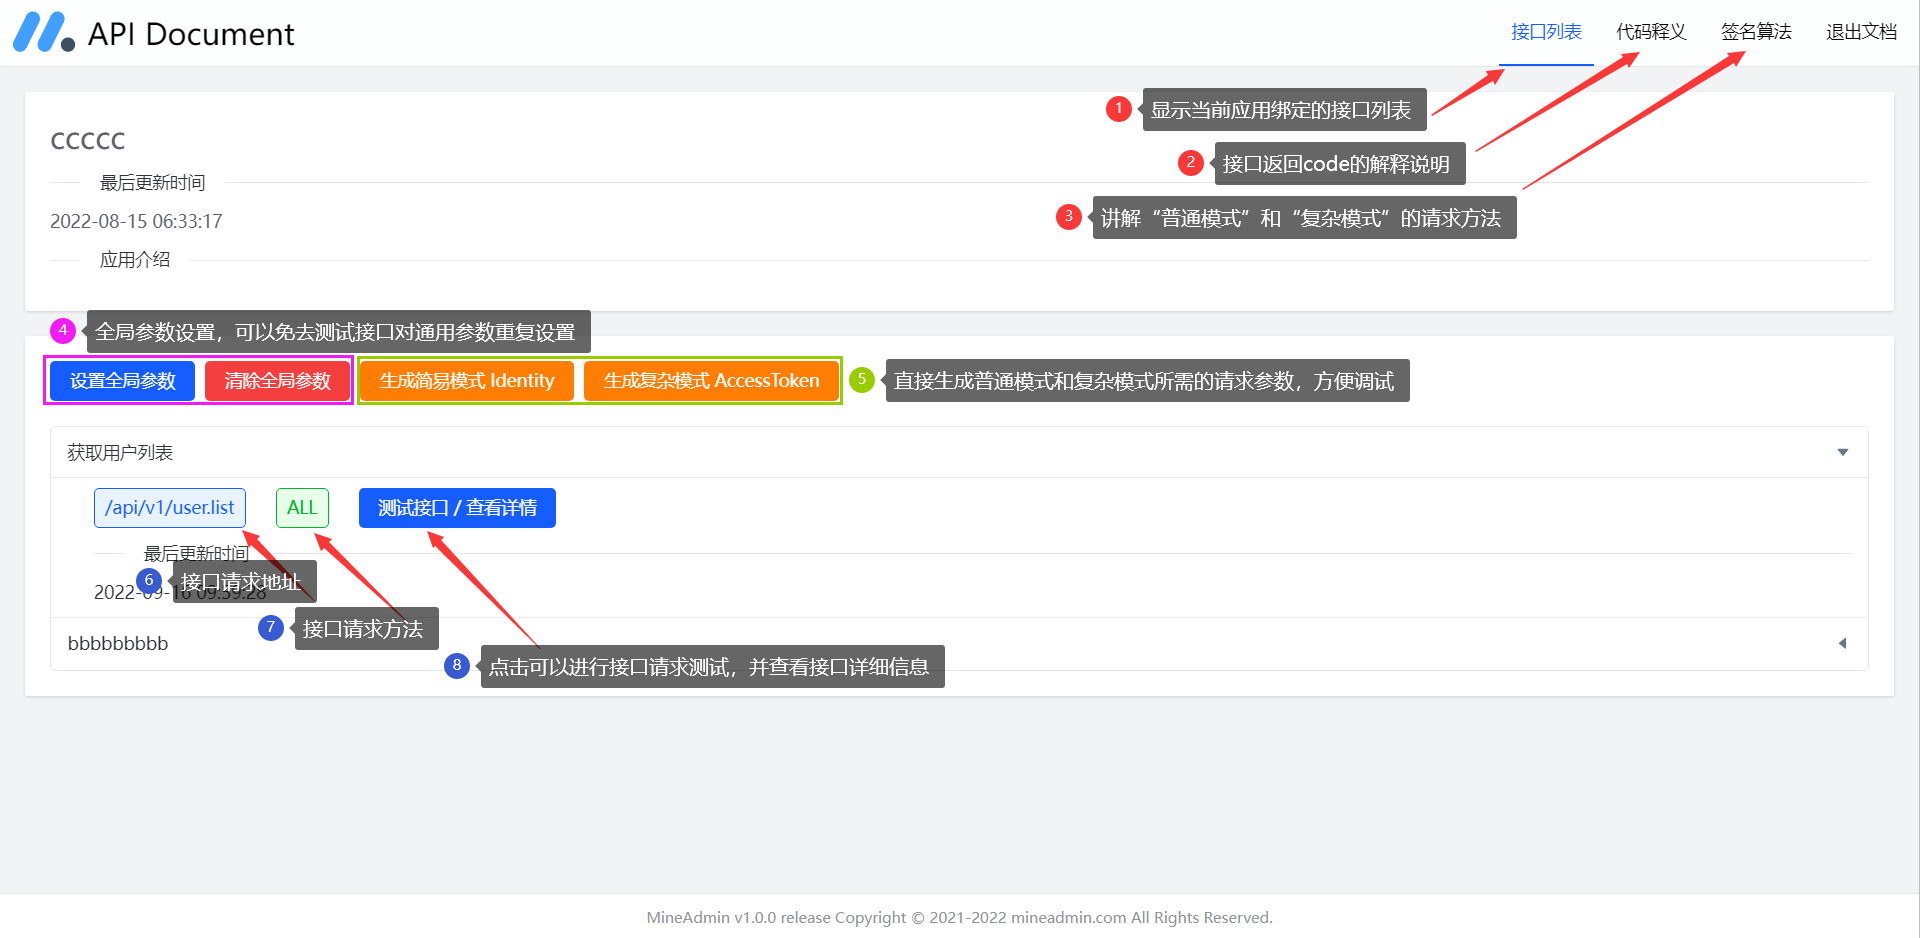 API Document
接口列表 代码释义 签名算法 退出文档
1 显示当前应用绑定的接口列表
ccccc
2 接口返回code的解释说明
最后更新时间
3 讲解“普通模式”和“复杂模式”的请求方法
2022-08-15 06:33:17
应用介绍
4 全局参数设置，可以免去测试接口对通用参数重复设置
设置全局参数 清除全局参数 生成简易模式 Identity 生成复杂模式 AccessToken 5 直接生成普通模式和复杂模式所需的请求参数，方便调试
获取用户列表
/api/v1/user.list ALL 测试接口 / 查看详情
最后更新时间
6 接口请求地址
2022-09-16 09:59:28
7 接口请求方法
bbbbbbbbb
8 点击可以进行接口请求测试，并查看接口详细信息
MineAdmin v1.0.0 release Copyright © 2021-2022 mineadmin.com All Rights Reserved.